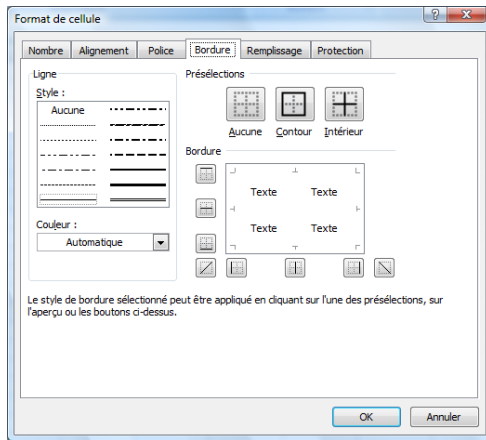 Format de cellule
Nombre Alignement Police Bordure Remplissage Protection
Ligne
Style :
Aucune
Couleur :
Automatique
Présélections
Aucune Contour Intérieur
Bordure
Texte Texte
Texte Texte
Le style de bordure sélectionné peut être appliqué en cliquant sur l'une des présélections, sur
l'aperçu ou les boutons ci-dessus.
OK Annuler